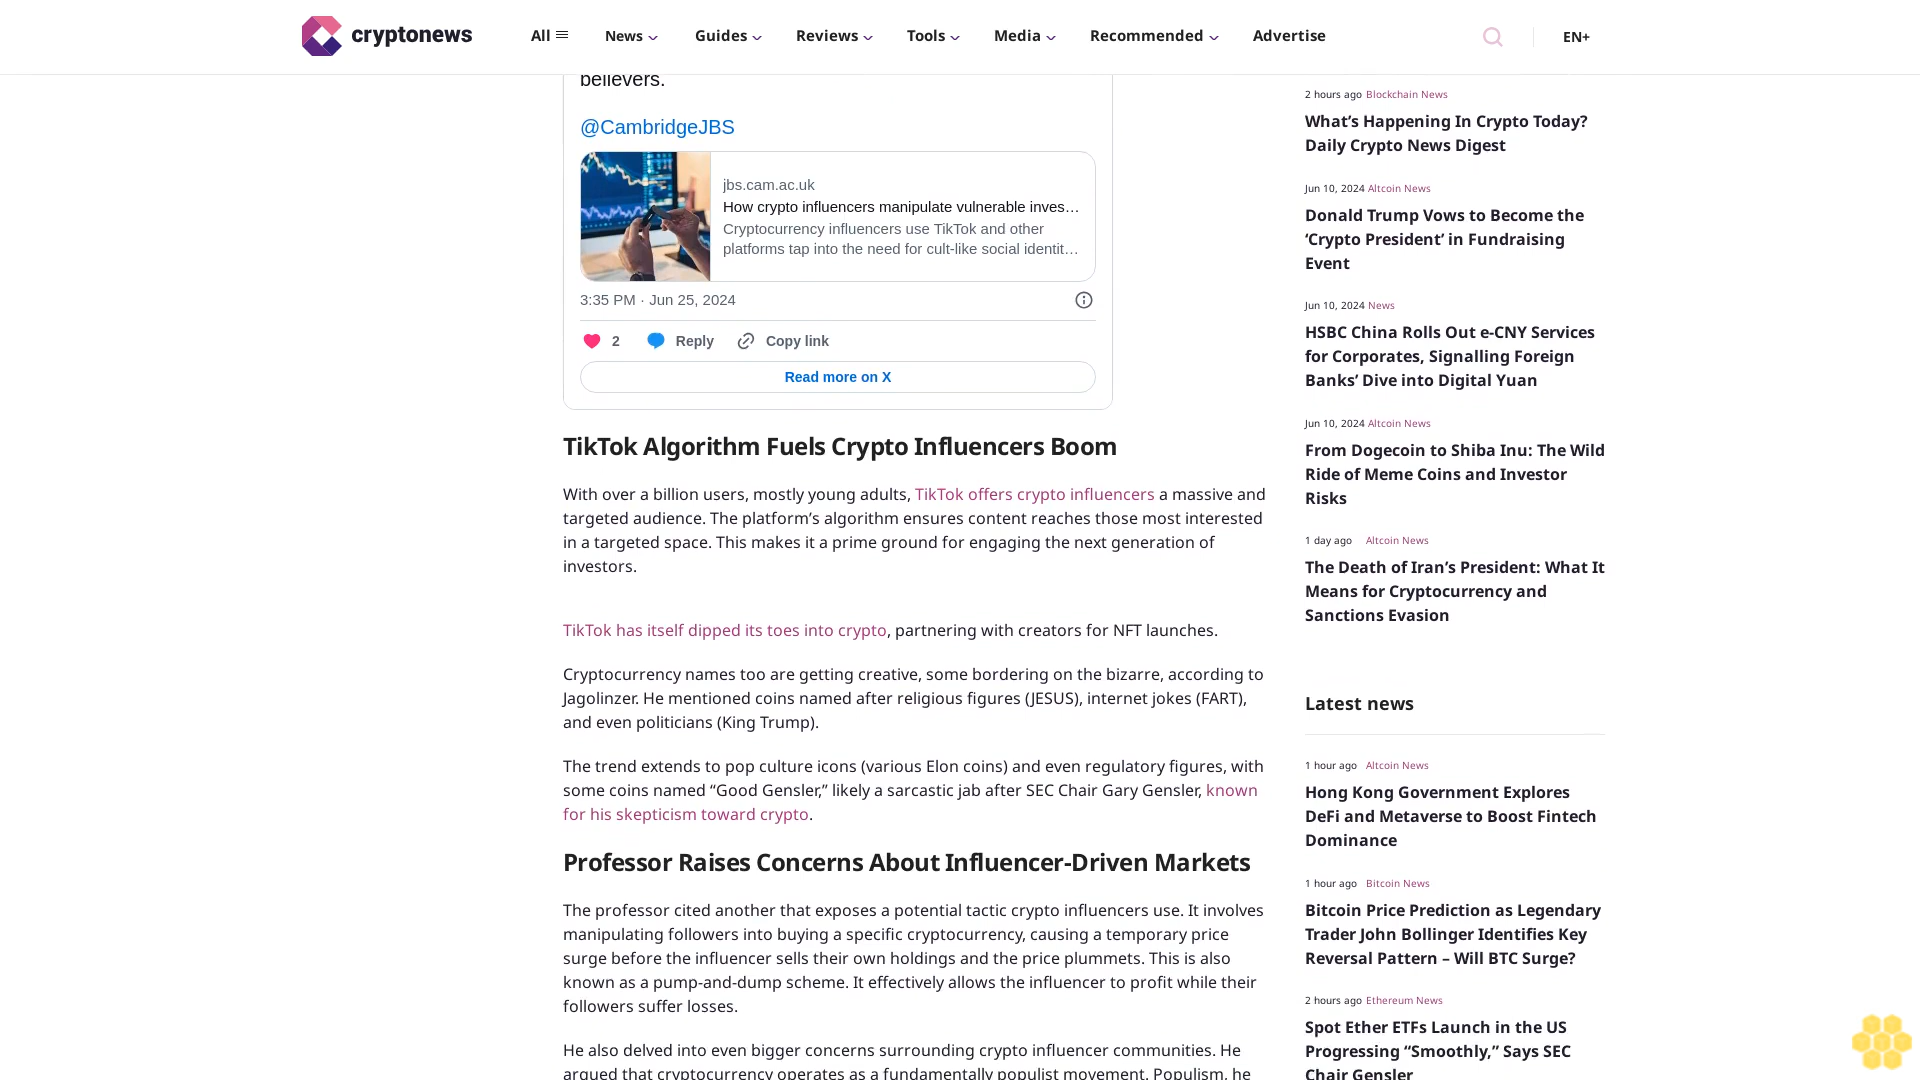 cryptonews
All
News
Guides
Reviews
Tools
Media
Recommended
Advertise
EN+
believers.
@CambridgeJBS
jbs.cam.ac.uk
How crypto influencers manipulate vulnerable inves…
Cryptocurrency influencers use TikTok and other
platforms tap into the need for cult-like social identit…
3:35 PM · Jun 25, 2024
2
Reply
Copy link
Read more on X
TikTok Algorithm Fuels Crypto Influencers Boom
With over a billion users, mostly young adults, TikTok offers crypto influencers a massive and
targeted audience. The platform’s algorithm ensures content reaches those most interested
in a targeted space. This makes it a prime ground for engaging the next generation of
investors.
TikTok has itself dipped its toes into crypto, partnering with creators for NFT launches.
Cryptocurrency names too are getting creative, some bordering on the bizarre, according to
Jagolinzer. He mentioned coins named after religious figures (JESUS), internet jokes (FART),
and even politicians (King Trump).
The trend extends to pop culture icons (various Elon coins) and even regulatory figures, with
some coins named “Good Gensler,” likely a sarcastic jab after SEC Chair Gary Gensler, known
for his skepticism toward crypto.
Professor Raises Concerns About Influencer-Driven Markets
The professor cited another that exposes a potential tactic crypto influencers use. It involves
manipulating followers into buying a specific cryptocurrency, causing a temporary price
surge before the influencer sells their own holdings and the price plummets. This is also
known as a pump-and-dump scheme. It effectively allows the influencer to profit while their
followers suffer losses.
He also delved into even bigger concerns surrounding crypto influencer communities. He
argued that cryptocurrency operates as a fundamentally populist movement. Populism, he
2 hours ago Blockchain News
What’s Happening In Crypto Today?
Daily Crypto News Digest
Jun 10, 2024 Altcoin News
Donald Trump Vows to Become the
‘Crypto President’ in Fundraising
Event
Jun 10, 2024 News
HSBC China Rolls Out e-CNY Services
for Corporates, Signalling Foreign
Banks’ Dive into Digital Yuan
Jun 10, 2024 Altcoin News
From Dogecoin to Shiba Inu: The Wild
Ride of Meme Coins and Investor
Risks
1 day ago Altcoin News
The Death of Iran’s President: What It
Means for Cryptocurrency and
Sanctions Evasion
Latest news
1 hour ago Altcoin News
Hong Kong Government Explores
DeFi and Metaverse to Boost Fintech
Dominance
1 hour ago Bitcoin News
Bitcoin Price Prediction as Legendary
Trader John Bollinger Identifies Key
Reversal Pattern – Will BTC Surge?
2 hours ago Ethereum News
Spot Ether ETFs Launch in the US
Progressing “Smoothly,” Says SEC
Chair Gensler